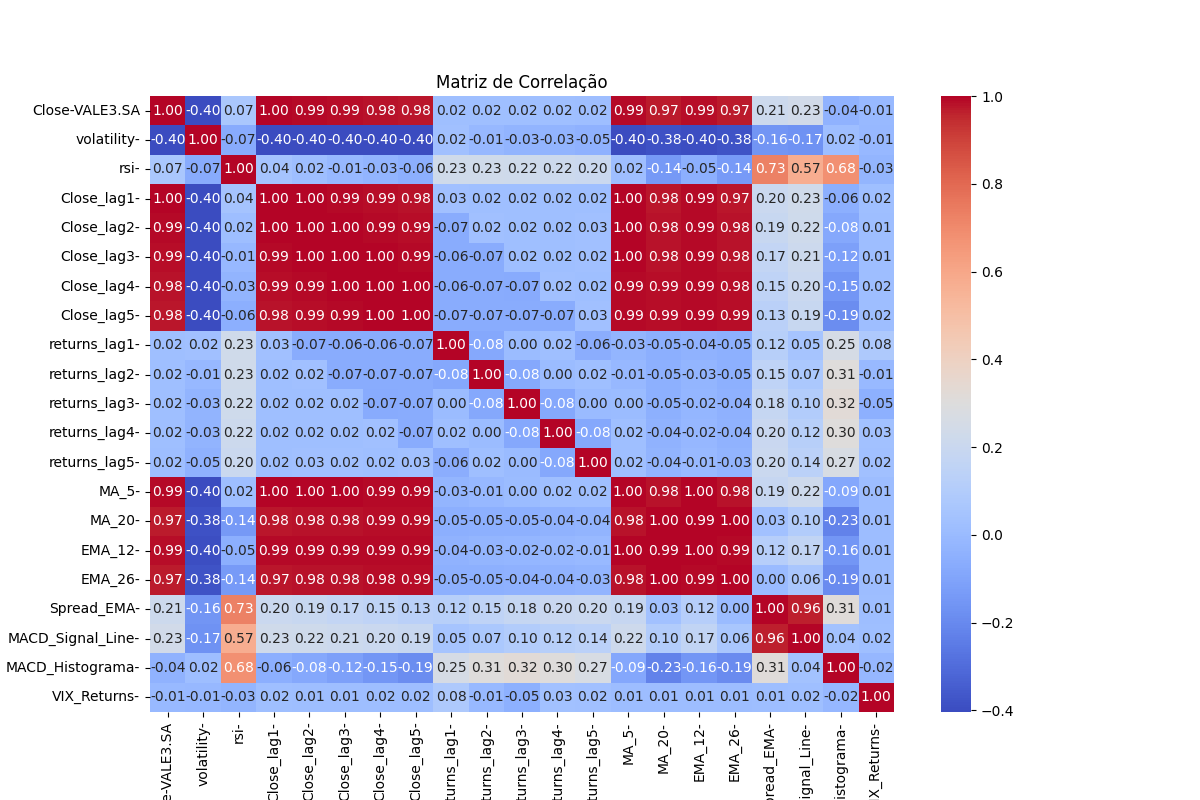 Matriz de Correlação
Close-VALE3.SA 1.00 -0.40 0.07 1.00 0.99 0.99 0.98 0.98 0.02 0.02 0.02 0.02 0.02 0.99 0.97 0.99 0.97 0.21 0.23 -0.04 -0.01
volatility- -0.40 1.00 -0.07 -0.40 -0.40 -0.40 -0.40 -0.40 0.02 -0.01 -0.03 -0.03 -0.05 -0.40 -0.38 -0.40 -0.38 -0.16 -0.17 0.02 -0.01
rsi- 0.07 -0.07 1.00 0.04 0.02 -0.01 -0.03 -0.06 0.23 0.23 0.22 0.22 0.20 0.02 -0.14 -0.05 -0.14 0.73 0.57 0.68 -0.03
Close_lag1- 1.00 -0.40 0.04 1.00 1.00 0.99 0.99 0.98 0.03 0.02 0.02 0.02 0.02 1.00 0.98 0.99 0.97 0.20 0.23 -0.06 0.02
Close_lag2- 0.99 -0.40 0.02 1.00 1.00 1.00 0.99 0.99 -0.07 0.02 0.02 0.02 0.03 1.00 0.98 0.99 0.98 0.19 0.22 -0.08 0.01
Close_lag3- 0.99 -0.40 -0.01 0.99 1.00 1.00 1.00 0.99 -0.06 -0.07 0.02 0.02 0.02 1.00 0.98 0.99 0.98 0.17 0.21 -0.12 0.01
Close_lag4- 0.98 -0.40 -0.03 0.99 0.99 1.00 1.00 1.00 -0.06 -0.07 -0.07 0.02 0.02 0.99 0.99 0.99 0.98 0.15 0.20 -0.15 0.02
Close_lag5- 0.98 -0.40 -0.06 0.98 0.99 0.99 1.00 1.00 -0.07 -0.07 -0.07 -0.07 0.03 0.99 0.99 0.99 0.99 0.13 0.19 -0.19 0.02
returns_lag1- 0.02 0.02 0.23 0.03 -0.07 -0.06 -0.06 -0.07 1.00 -0.08 0.00 0.02 -0.06 -0.03 -0.05 -0.04 -0.05 0.12 0.05 0.25 0.08
returns_lag2- 0.02 -0.01 0.23 0.02 0.02 -0.07 -0.07 -0.07 -0.08 1.00 -0.08 0.00 0.02 -0.01 -0.05 -0.03 -0.05 0.15 0.07 0.31 -0.01
returns_lag3- 0.02 -0.03 0.22 0.02 0.02 0.02 -0.07 -0.07 0.00 -0.08 1.00 -0.08 0.00 0.00 -0.05 -0.02 -0.04 0.18 0.10 0.32 -0.05
returns_lag4- 0.02 -0.03 0.22 0.02 0.02 0.02 0.02 -0.07 0.02 0.00 -0.08 1.00 -0.08 0.02 -0.04 -0.02 -0.04 0.20 0.12 0.30 0.03
returns_lag5- 0.02 -0.05 0.20 0.02 0.03 0.02 0.02 0.03 -0.06 0.02 0.00 -0.08 1.00 0.02 -0.04 -0.01 -0.03 0.20 0.14 0.27 0.02
MA_5- 0.99 -0.40 0.02 1.00 1.00 1.00 0.99 0.99 -0.03 -0.01 0.00 0.02 0.02 1.00 0.98 1.00 0.98 0.19 0.22 -0.09 0.01
MA_20- 0.97 -0.38 -0.14 0.98 0.98 0.98 0.99 0.99 -0.05 -0.05 -0.05 -0.04 -0.04 0.98 1.00 0.99 1.00 0.03 0.10 -0.23 0.01
EMA_12- 0.99 -0.40 -0.05 0.99 0.99 0.99 0.99 0.99 -0.04 -0.03 -0.02 -0.02 -0.01 1.00 0.99 1.00 0.99 0.12 0.17 -0.16 0.01
EMA_26- 0.97 -0.38 -0.14 0.97 0.98 0.98 0.98 0.99 -0.05 -0.05 -0.04 -0.04 -0.03 0.98 1.00 0.99 1.00 0.00 0.06 -0.19 0.01
Spread_EMA- 0.21 -0.16 0.73 0.20 0.19 0.17 0.15 0.13 0.12 0.15 0.18 0.20 0.20 0.19 0.03 0.12 0.00 1.00 0.96 0.31 0.01
MACD_Signal_Line- 0.23 -0.17 0.57 0.23 0.22 0.21 0.20 0.19 0.05 0.07 0.10 0.12 0.14 0.22 0.10 0.17 0.06 0.96 1.00 0.04 0.02
MACD_Histograma- -0.04 0.02 0.68 -0.06 -0.08 -0.12 -0.15 -0.19 0.25 0.31 0.32 0.30 0.27 -0.09 -0.23 -0.16 -0.19 0.31 0.04 1.00 -0.02
VIX_Returns- -0.01 -0.01 -0.03 0.02 0.01 0.01 0.02 0.02 0.08 -0.01 -0.05 0.03 0.02 0.01 0.01 0.01 0.01 0.01 0.02 -0.02 1.00
e-VALE3.SA
volatility-
rsi-
Close_lag1-
Close_lag2-
Close_lag3-
Close_lag4-
Close_lag5-
turns_lag1-
turns_lag2-
turns_lag3-
turns_lag4-
turns_lag5-
MA_5-
MA_20-
EMA_12-
EMA_26-
pread_EMA-
ignal_Line-
istograma-
IX_Returns-
1.0
0.8
0.6
0.4
0.2
0.0
−0.2
−0.4